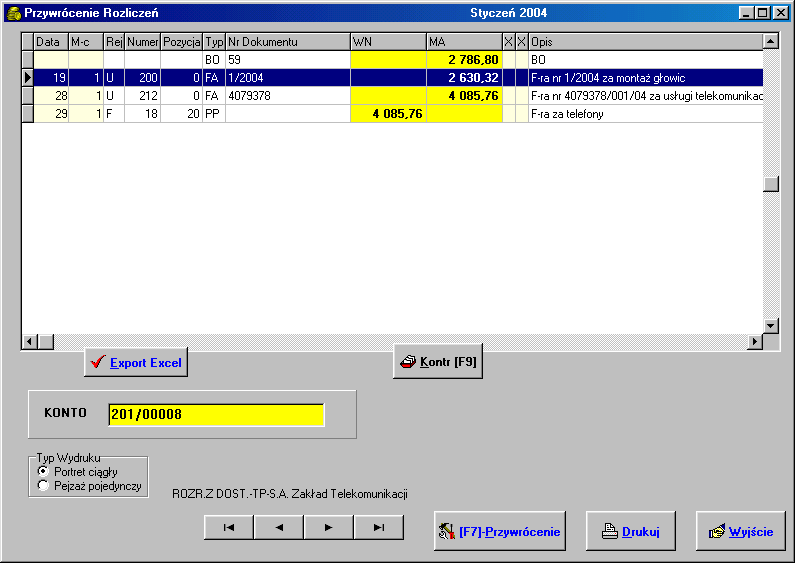 Przywrócenie Rozliczeń Styczeń 2004
Data M-c Rej Numer Pozycja Typ Nr Dokumentu WN MA X X Opis
BO 59 2 786,80 BO
19 1 U 200 0 FA 1/2004 2 630,32 F-ra nr 1/2004 za montaż głowic
28 1 U 212 0 FA 4079378 4 085,76 F-ra nr 4079378/001/04 za usługi telekomunikac
29 1 F 18 20 PP 4 085,76 F-ra za telefony
Export Excel Kontr [F9]
KONTO 201/00008
Typ Wydruku
Portret ciągły
Pejzaż pojedynczy
ROZR.Z DOST.-TP-S.A. Zakład Telekomunikacji
[F7]-Przywrócenie Drukuj Wyjście